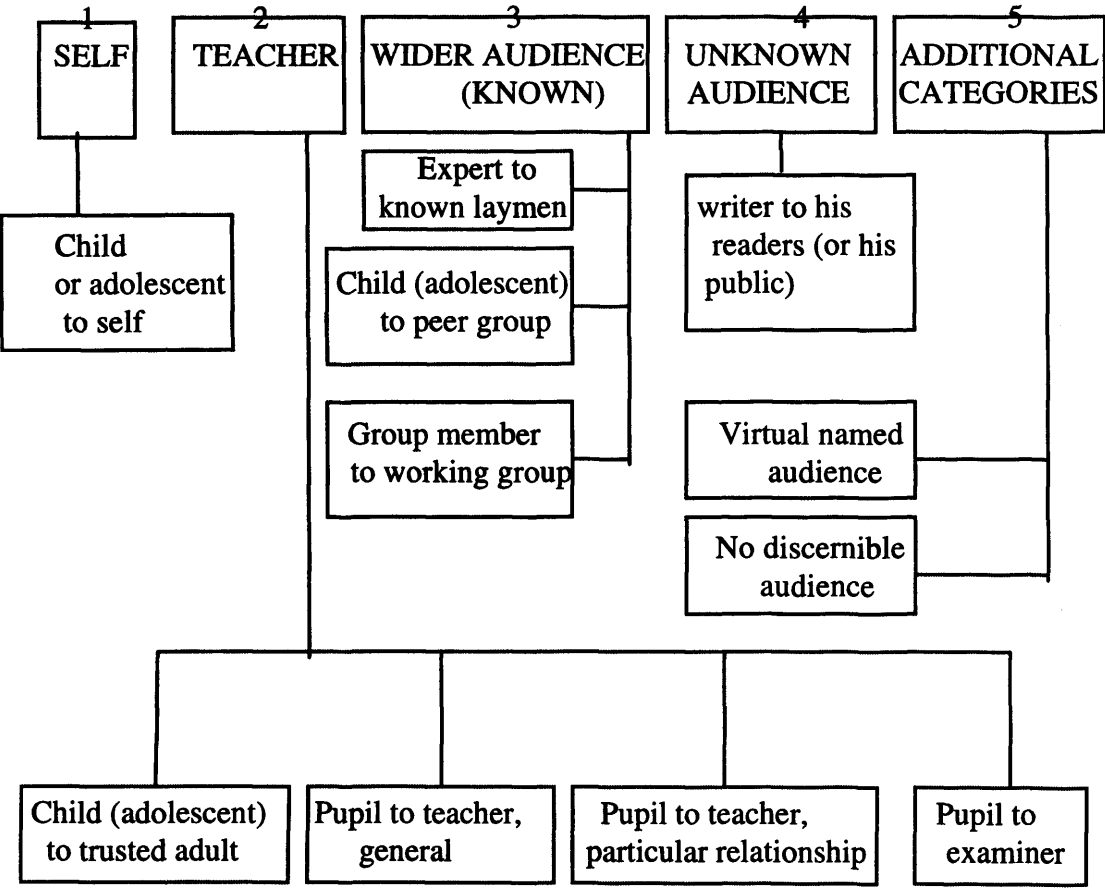 1
SELF
2
TEACHER
3
WIDER AUDIENCE
(KNOWN)
4
UNKNOWN
AUDIENCE
5
ADDITIONAL
CATEGORIES
Child
or adolescent
to self
Expert to
known laymen
Child (adolescent)
to peer group
Group member
to working group
writer to his
readers (or his
public)
Virtual named
audience
No discernible
audience
Child (adolescent)
to trusted adult
Pupil to teacher,
general
Pupil to teacher,
particular relationship
Pupil to
examiner